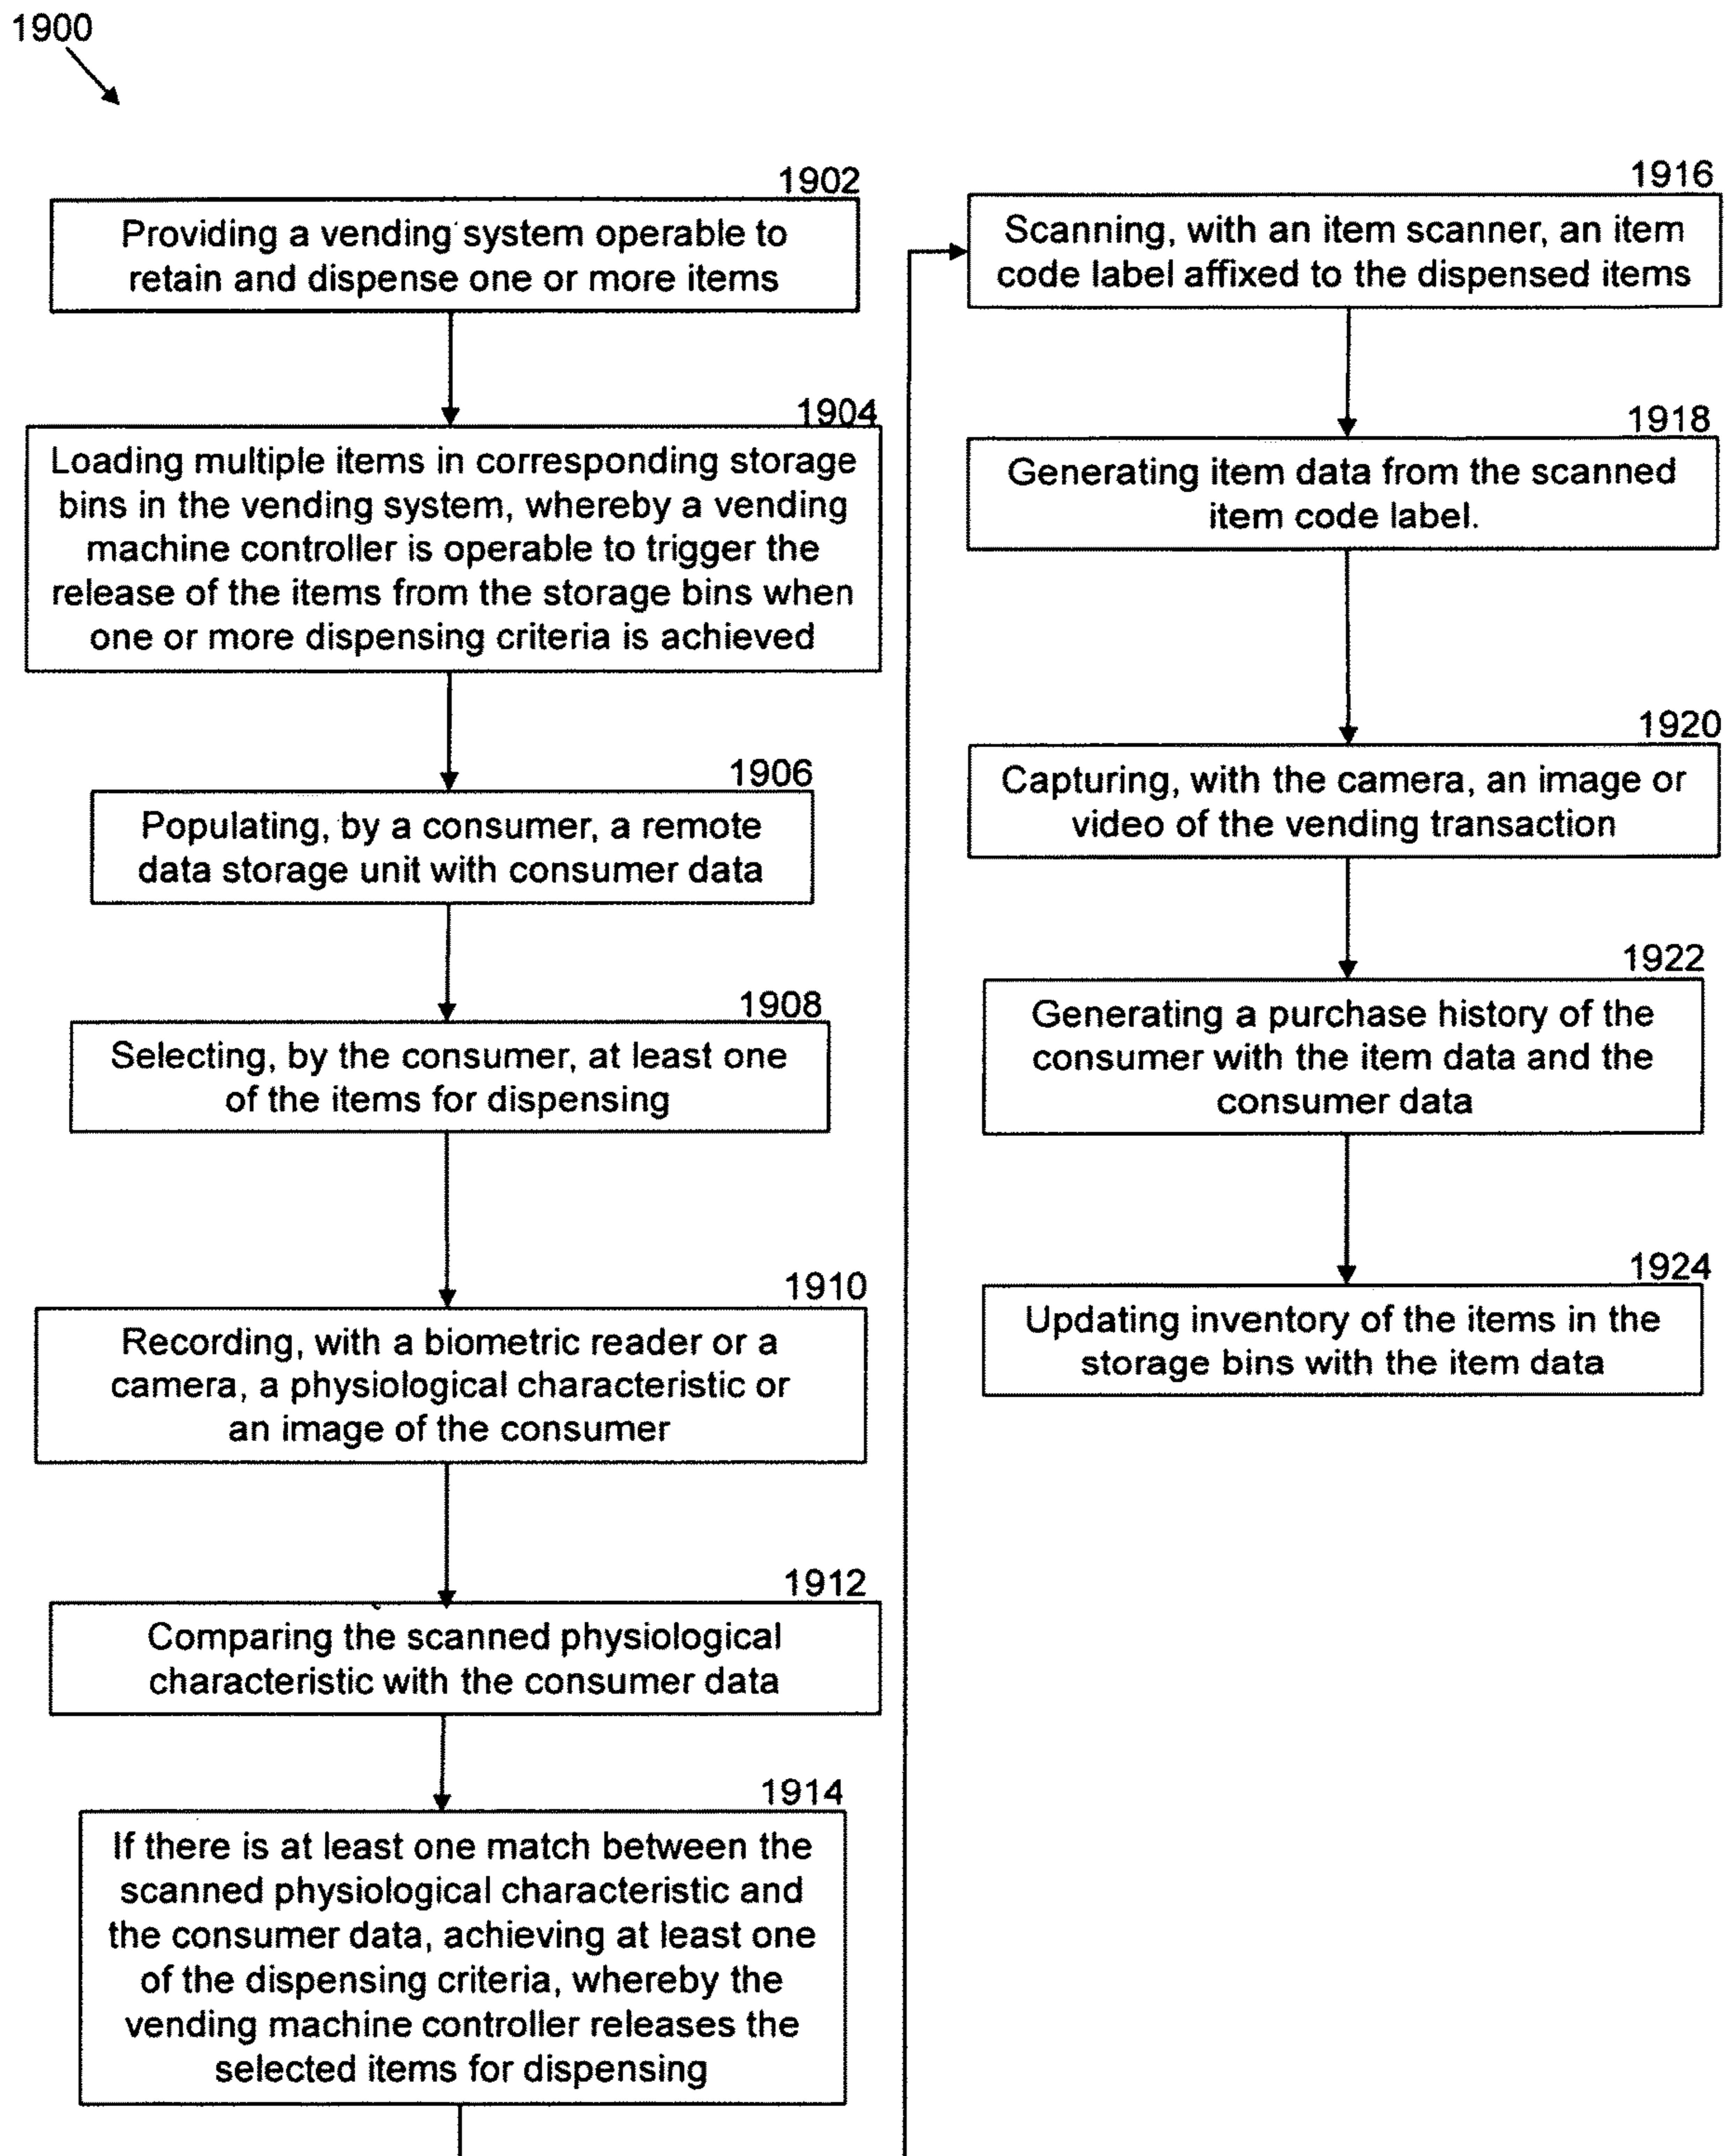 1900
1902
Providing a vending system operable to
retain and dispense one or more items
1904
Loading multiple items in corresponding storage
bins in the vending system, whereby a vending
machine controller is operable to trigger the
release of the items from the storage bins when
one or more dispensing criteria is achieved
1906
Populating, by a consumer, a remote
data storage unit with consumer data
1908
Selecting, by the consumer, at least one
of the items for dispensing
1910
Recording, with a biometric reader or a
camera, a physiological characteristic or
an image of the consumer
1912
Comparing the scanned physiological
characteristic with the consumer data
1914
If there is at least one match between the
scanned physiological characteristic and
the consumer data, achieving at least one
of the dispensing criteria, whereby the
vending machine controller releases the
selected items for dispensing
1916
Scanning, with an item scanner, an item
code label affixed to the dispensed items
1918
Generating item data from the scanned
item code label.
1920
Capturing, with the camera, an image or
video of the vending transaction
1922
Generating a purchase history of the
consumer with the item data and the
consumer data
1924
Updating inventory of the items in the
storage bins with the item data